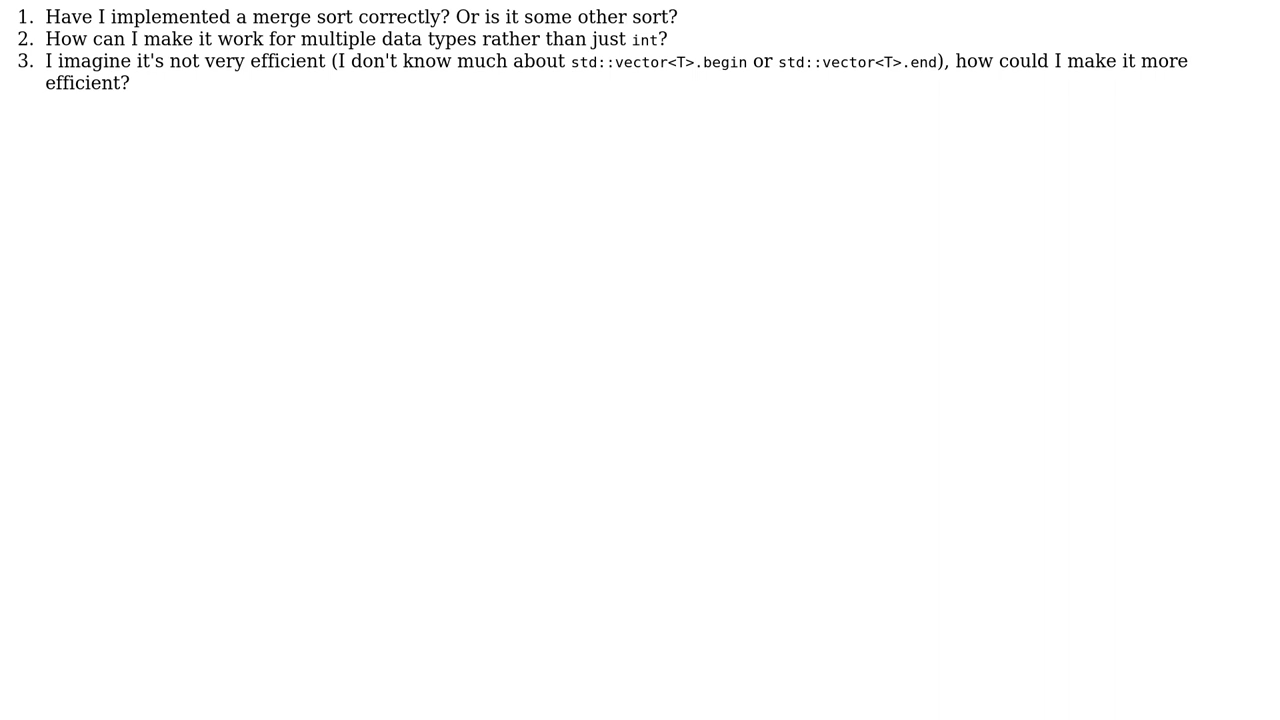 1. Have I implemented a merge sort correctly? Or is it some other sort?
2. How can I make it work for multiple data types rather than just int?
3. I imagine it's not very efficient (I don't know much about std::vector<T>.begin or std::vector<T>.end), how could I make it more
efficient?